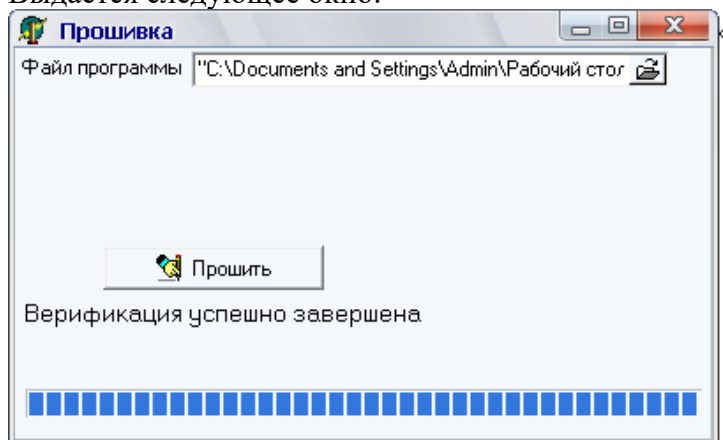 Выдается следующее окно:
Прошивка
Файл программы "C:\Documents and Settings\Admin\Рабочий стол
Прошить
Верификация успешно завершена